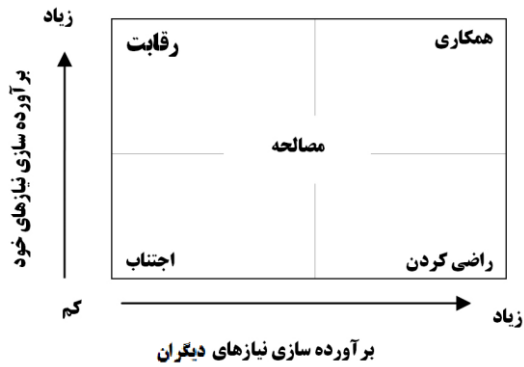 زیاد
همکاری
رقابت
برآورده سازی نیازهای خود
مصالحه
راضی کردن
اجتناب
کم
زیاد
برآورده سازی نیازهای دیگران